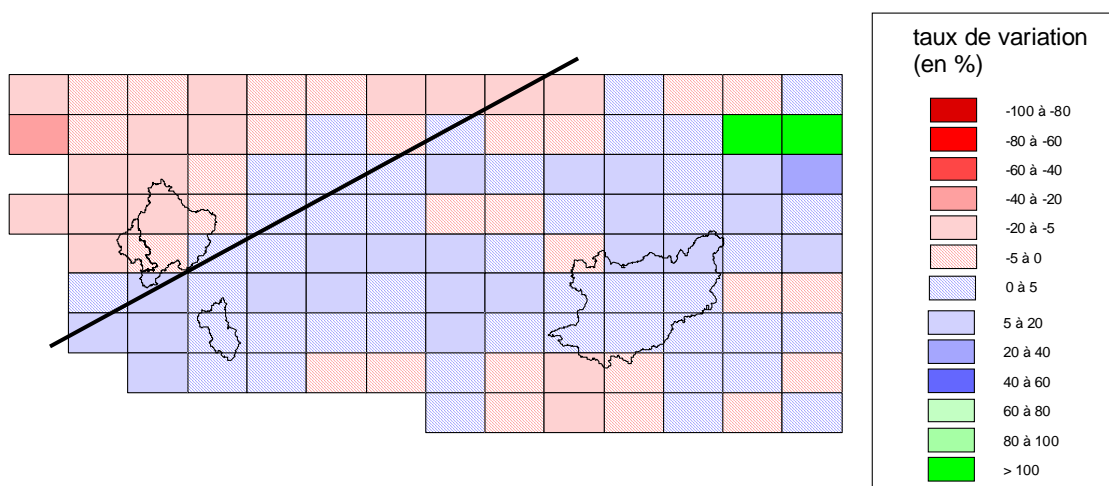 taux de variation
(en %)
-100 à -80
-80 à -60
-60 à -40
-40 à -20
-20 à -5
-5 à 0
0 à 5
5 à 20
20 à 40
40 à 60
60 à 80
80 à 100
> 100